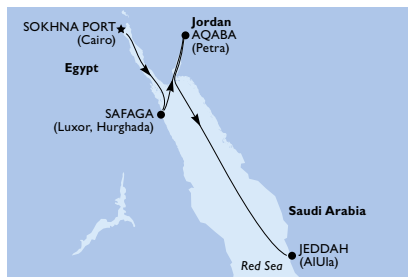 SOKHNA PORT
(Cairo)
Jordan
AQABA
(Petra)
Egypt
SAFAGA
(Luxor, Hurghada)
Saudi Arabia
JEDDAH
(AlUla)
Red Sea